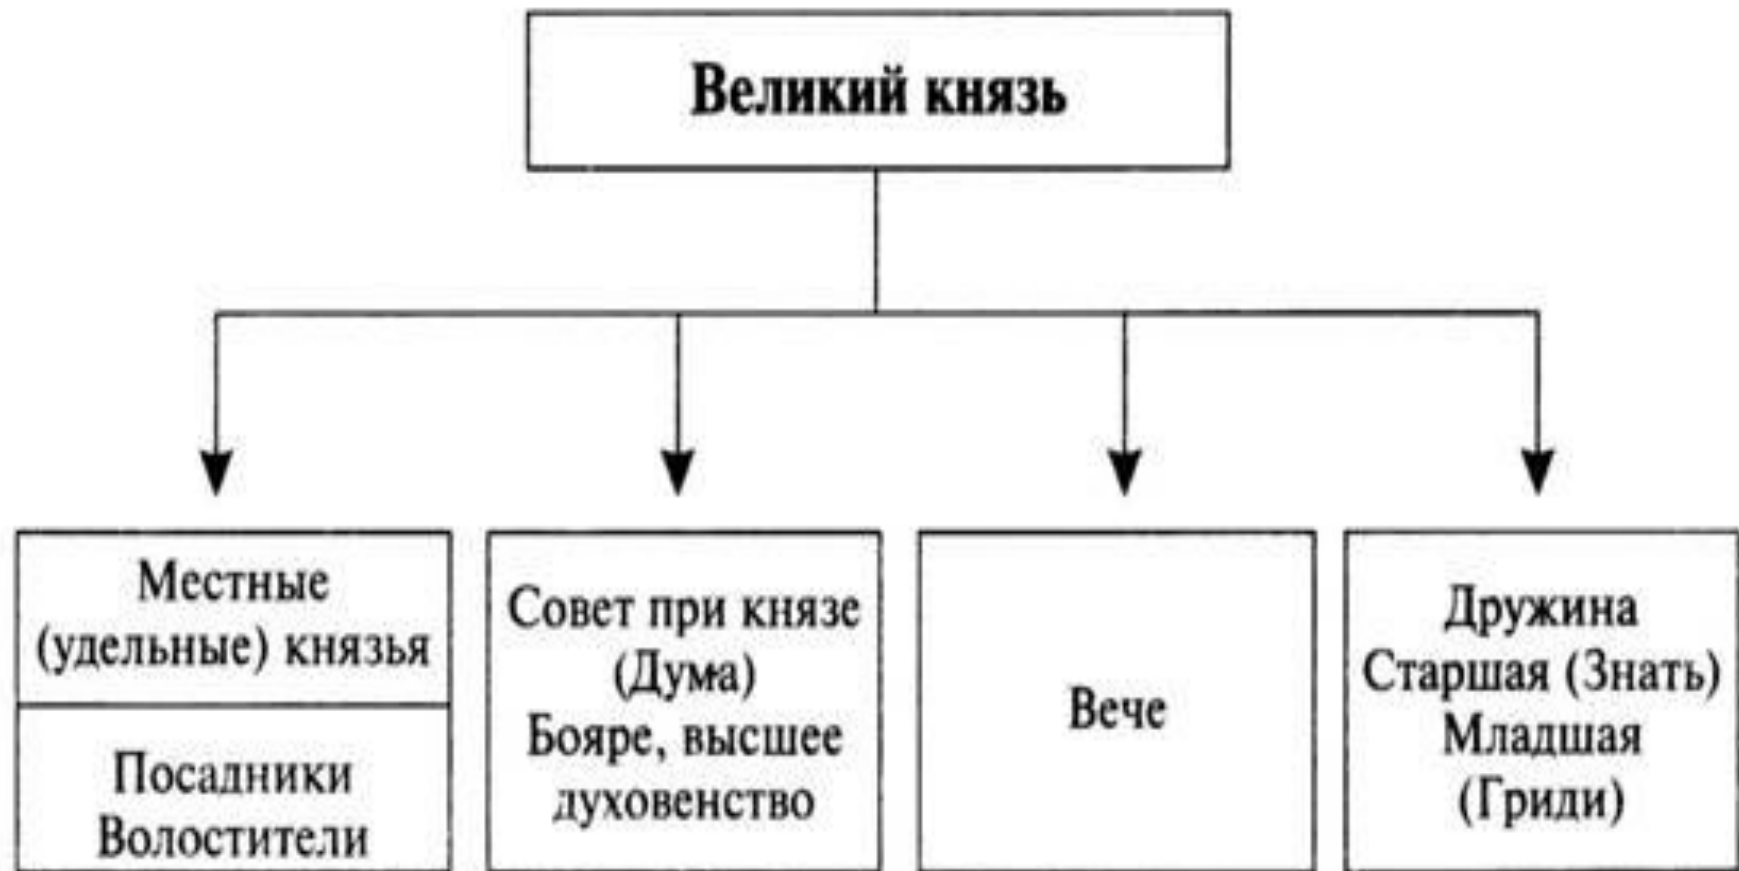 Великий князь
Местные
(удельные) князья
Посадники
Волостители
Совет при князе
(Дума)
Бояре, высшее
духовенство
Вече
Дружина
Старшая (Знать)
Младшая
(Гриди)